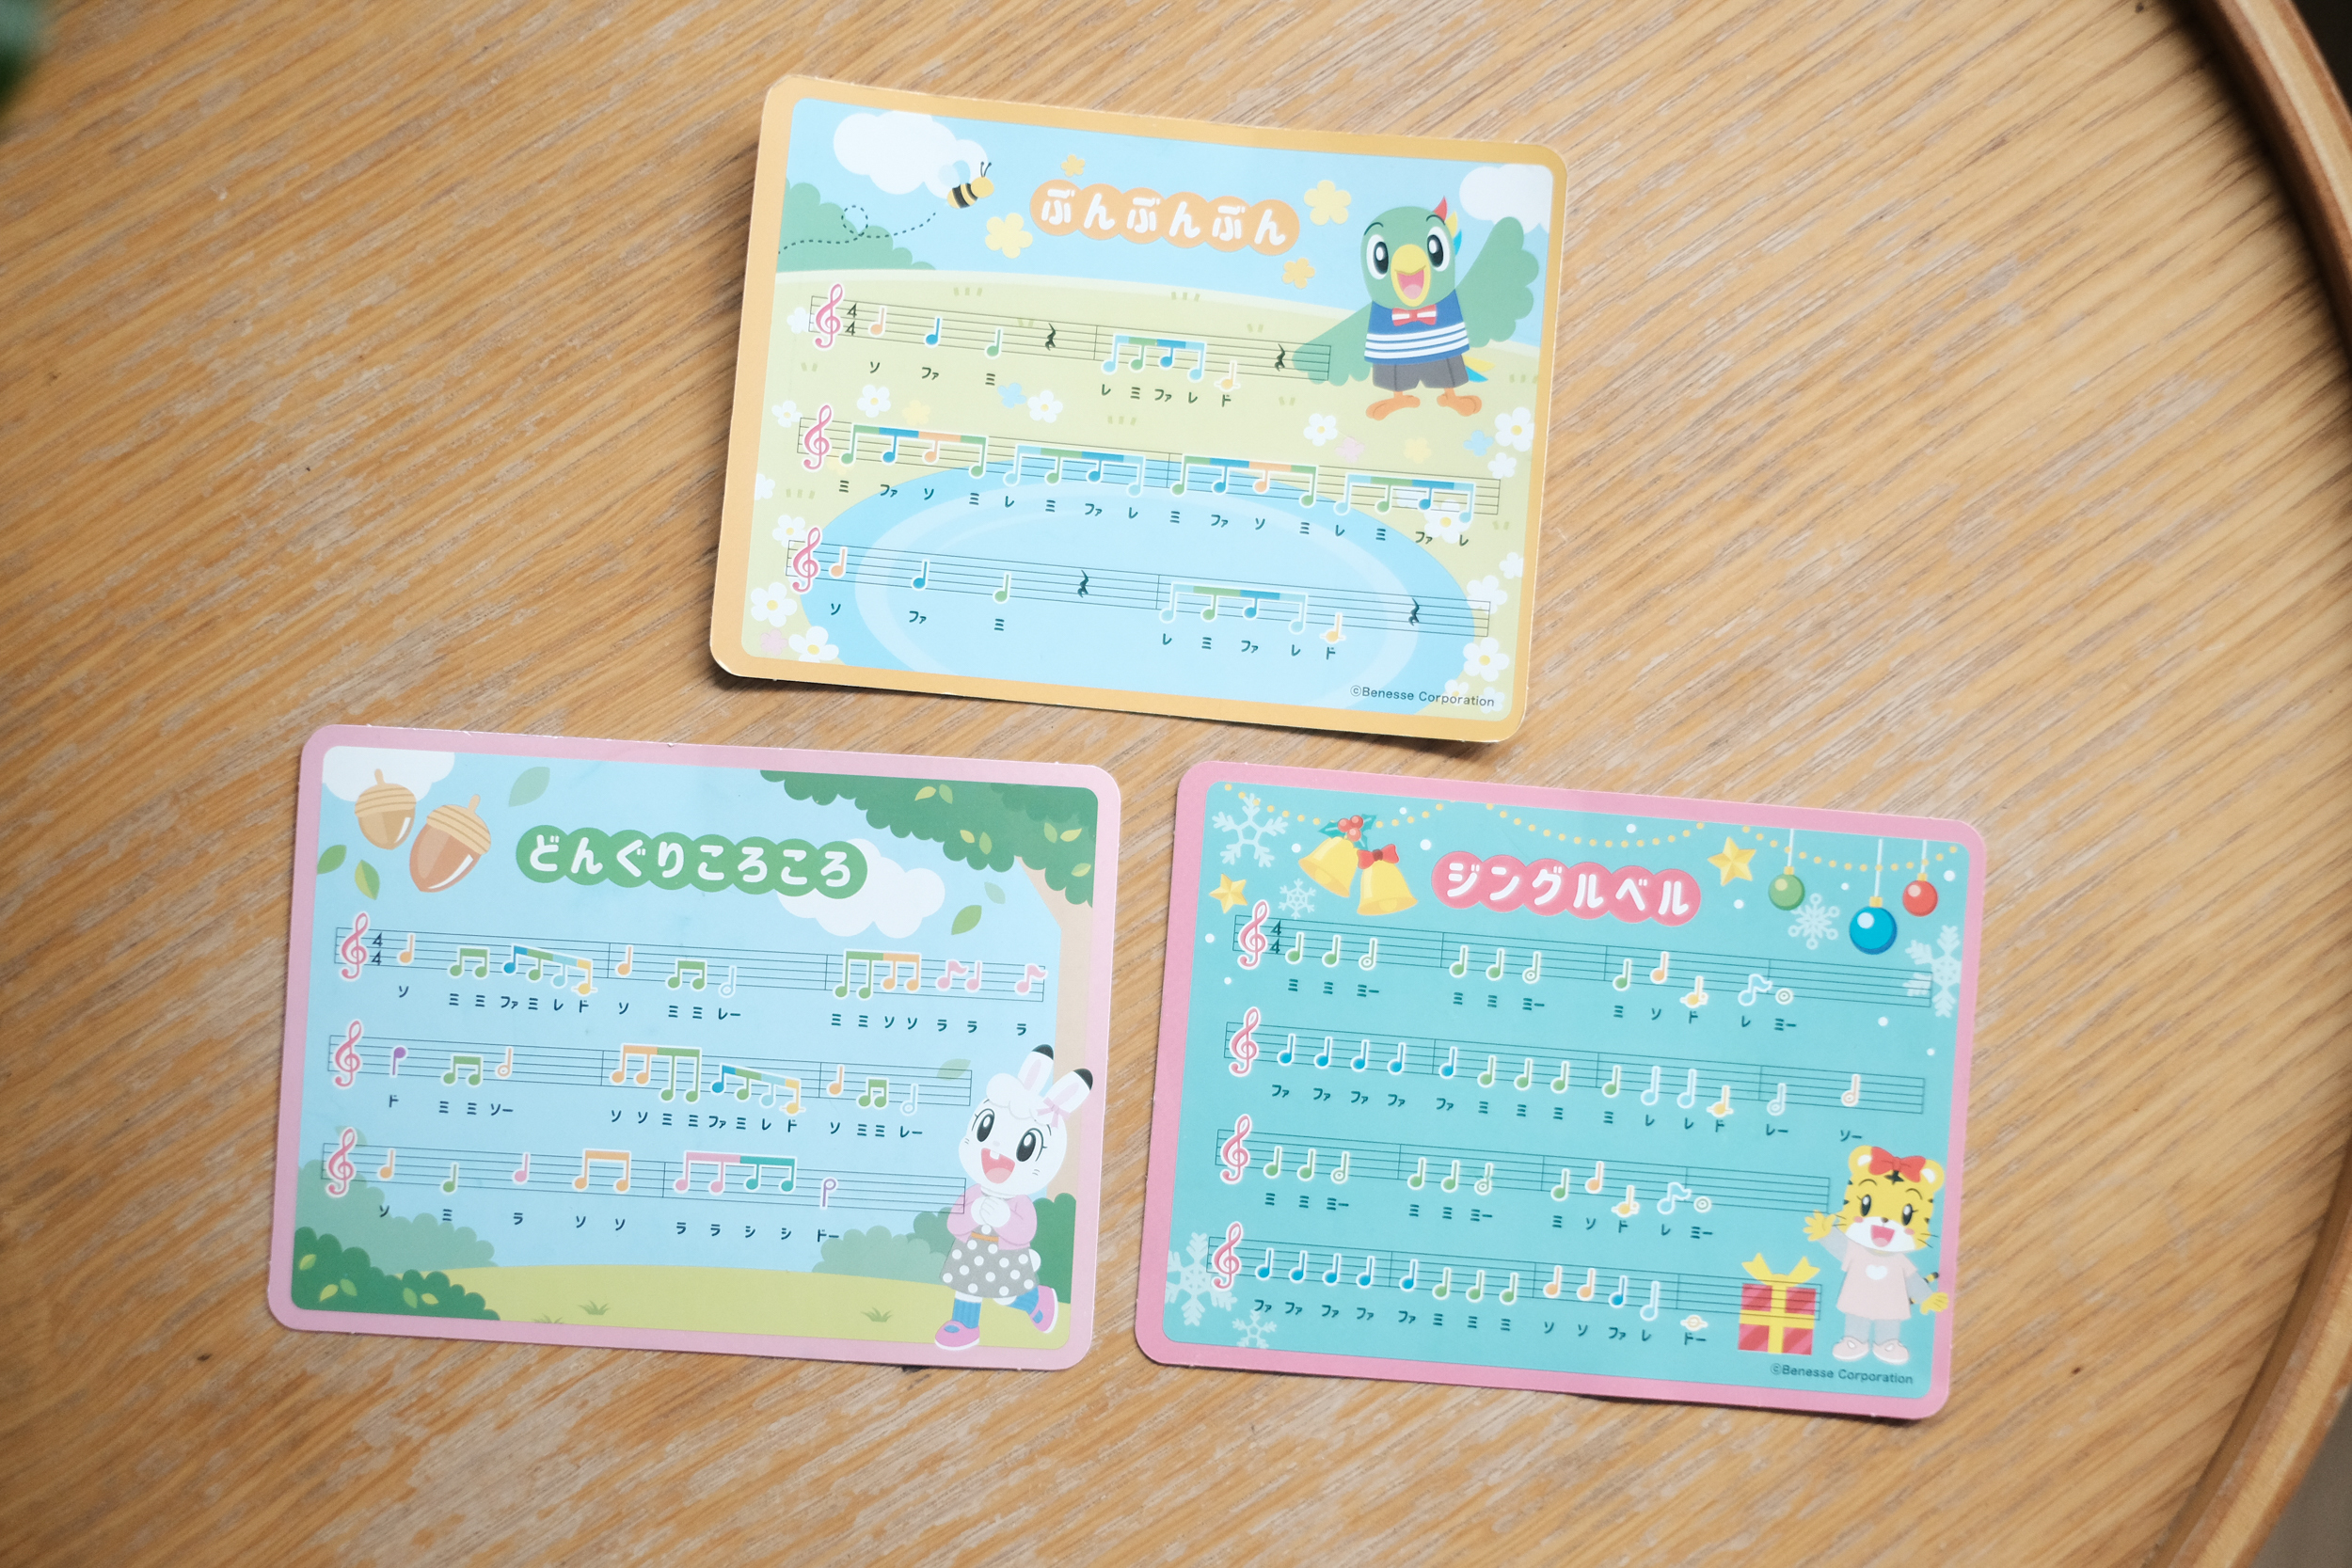 ぶんぶんぶん
4
4
ソ ファ ミ レ ミ ファ レ ド
ミ ファ ソ ミ レ ミ ファ レ ミ ファ ソ ミ レ ミ ファ レ
ソ ファ ミ レ ミ ファ レ ド
©Benesse Corporation
どんぐりころころ
4
4
ソ ミ ミ ファ ミ レ ド ソ ミ ミ レー ミ ミ ソ ソ ラ ラ ラ
ド ミ ミ ソー ソ ソ ミ ミ ファ ミ レ ド ソ ミ ミ レー
ソ ミ ラ ソ ソ ラ ラ シ シ ドー
ジングルベル
4
4
ミ ミ ミー ミ ミ ミー ミ ソ ド レ ミー
ファ ファ ファ ファ ファ ミ ミ ミ ミ レ レ ド レー ソー
ミ ミ ミー ミ ミ ミー ミ ソ ド レ ミー
ファ ファ ファ ファ ファ ミ ミ ミ ソ ソ ファ レ ドー
©Benesse Corporation